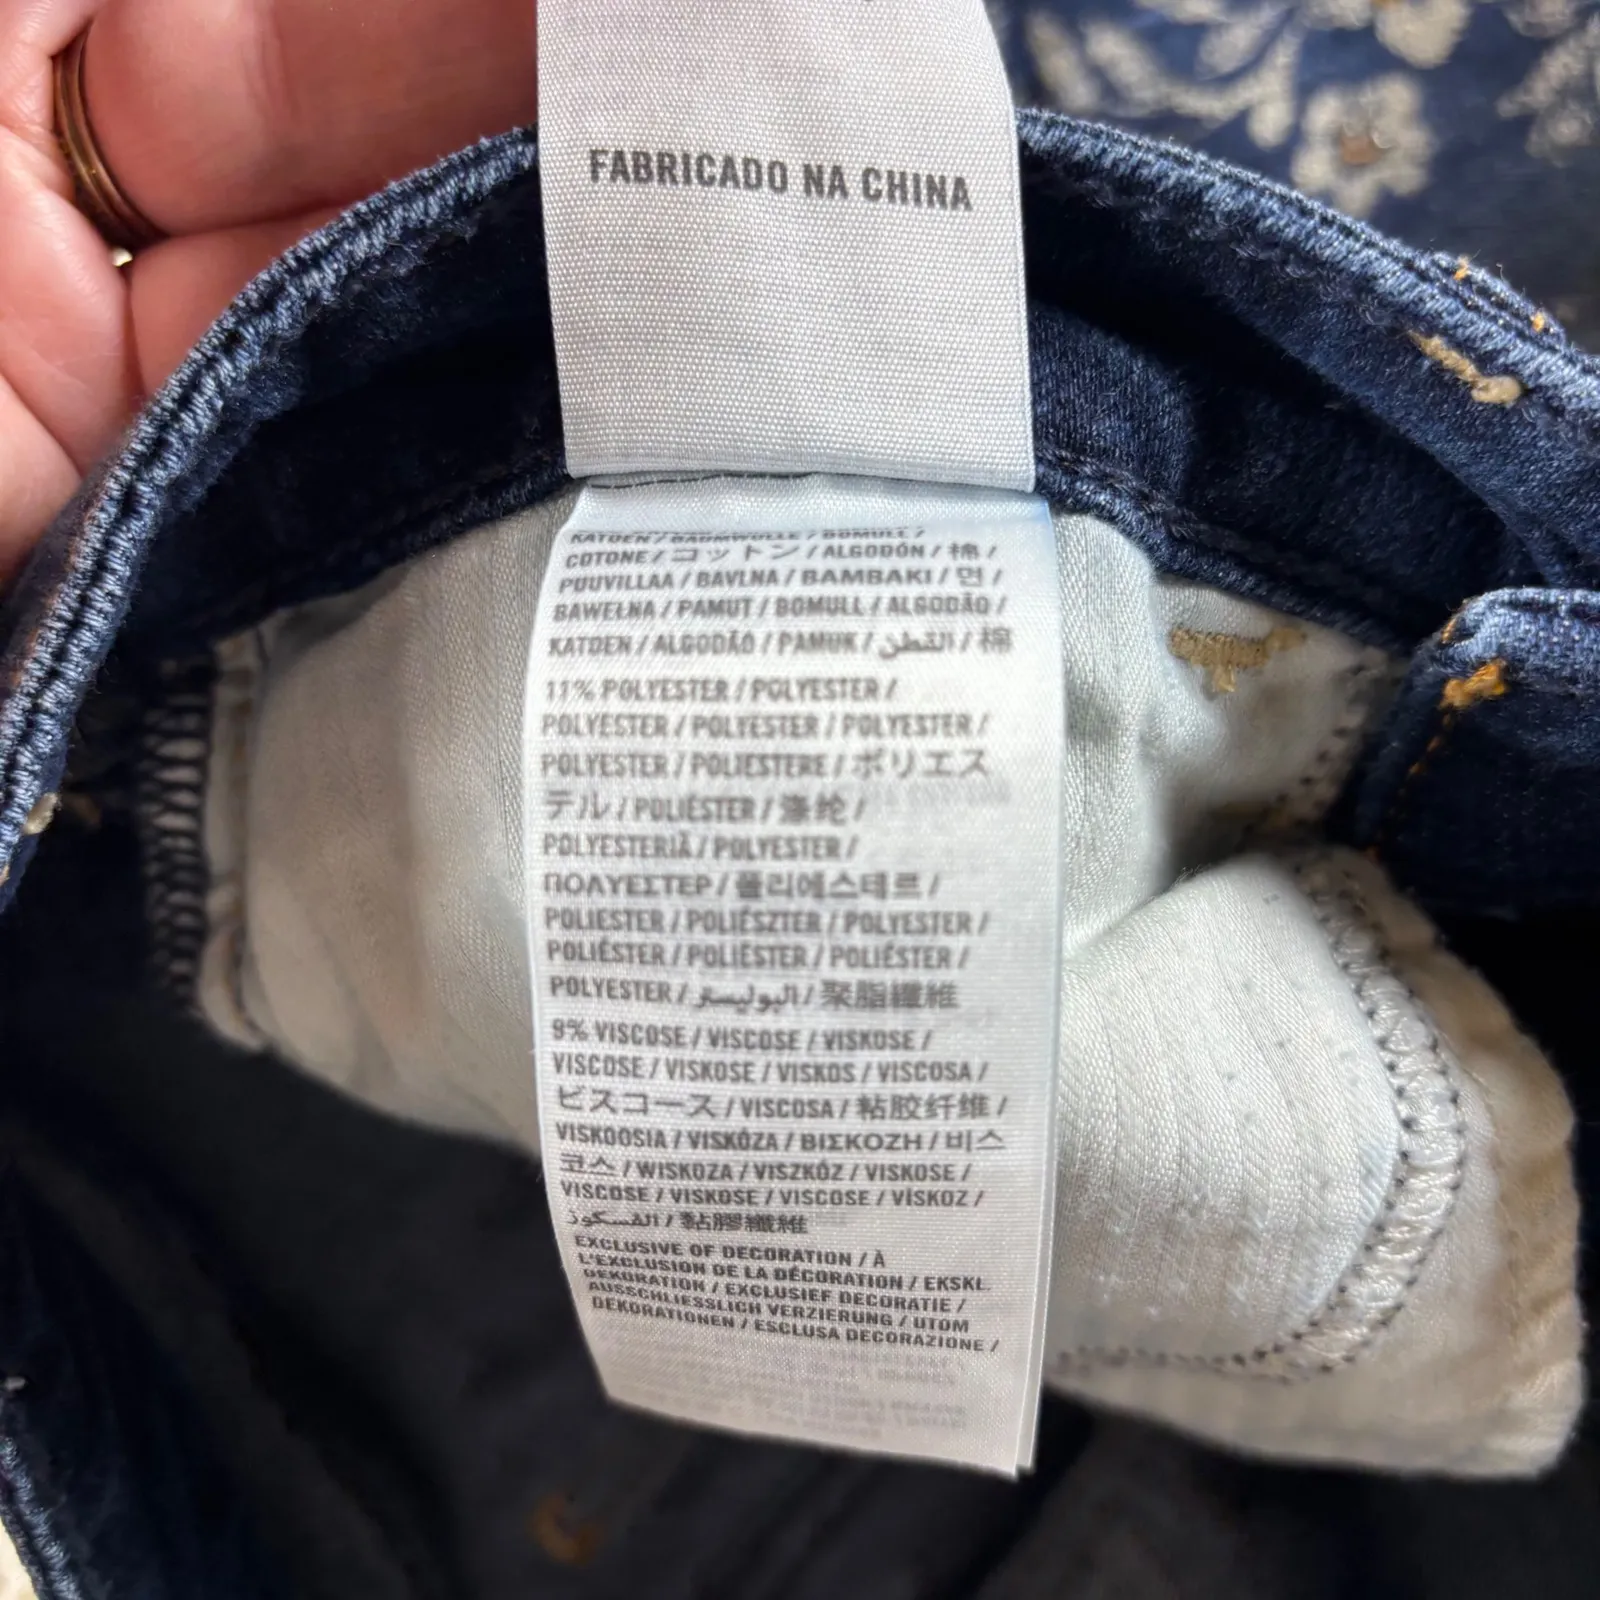 FABRICADO NA CHINA
KATOEN / BAUMWOLLE / BOMULL /
COTONE / コットン / ALGODÓN / 棉 /
PUUVILLAA / BAVLNA / BAMBAKI / 면 /
BAWEŁNA / PAMUT / BOMULL / ALGODÃO /
KATOEN / ALGODÃO / PAMUK / القطن / 棉
11% POLYESTER / POLYESTER /
POLYESTER / POLYESTER / POLYESTER /
POLYESTER / POLIESTERE / ポリエス
テル / POLIÉSTER / 涤纶 /
POLYESTERIÄ / POLYESTER /
ΠΟΛΥΕΣΤΕΡ / 폴리에스테르 /
POLIESTER / POLIÉSZTER / POLYESTER /
POLIÉSTER / POLIÉSTER / POLIÉSTER /
POLYESTER / البوليستر / 聚脂纖維
9% VISCOSE / VISCOSE / VISKOSE /
VISCOSE / VISKOSE / VISKOS / VISCOSA /
ビスコース / VISCOSA / 粘胶纤维 /
VISKOOSIA / VISKÓZA / ΒΙΣΚΟΖΗ / 비스
코스 / WISKOZA / VISZKÓZ / VISKOSE /
VISCOSE / VISKOSE / VISCOSE / VİSKOZ /
الفسكوز / 黏膠纖維
EXCLUSIVE OF DECORATION / À
L'EXCLUSION DE LA DÉCORATION / EKSKL.
DEKORATION / EXCLUSIEF DECORATIE /
AUSSCHLIESSLICH VERZIERUNG / UTOM
DEKORATIONEN / ESCLUSA DECORAZIONE /